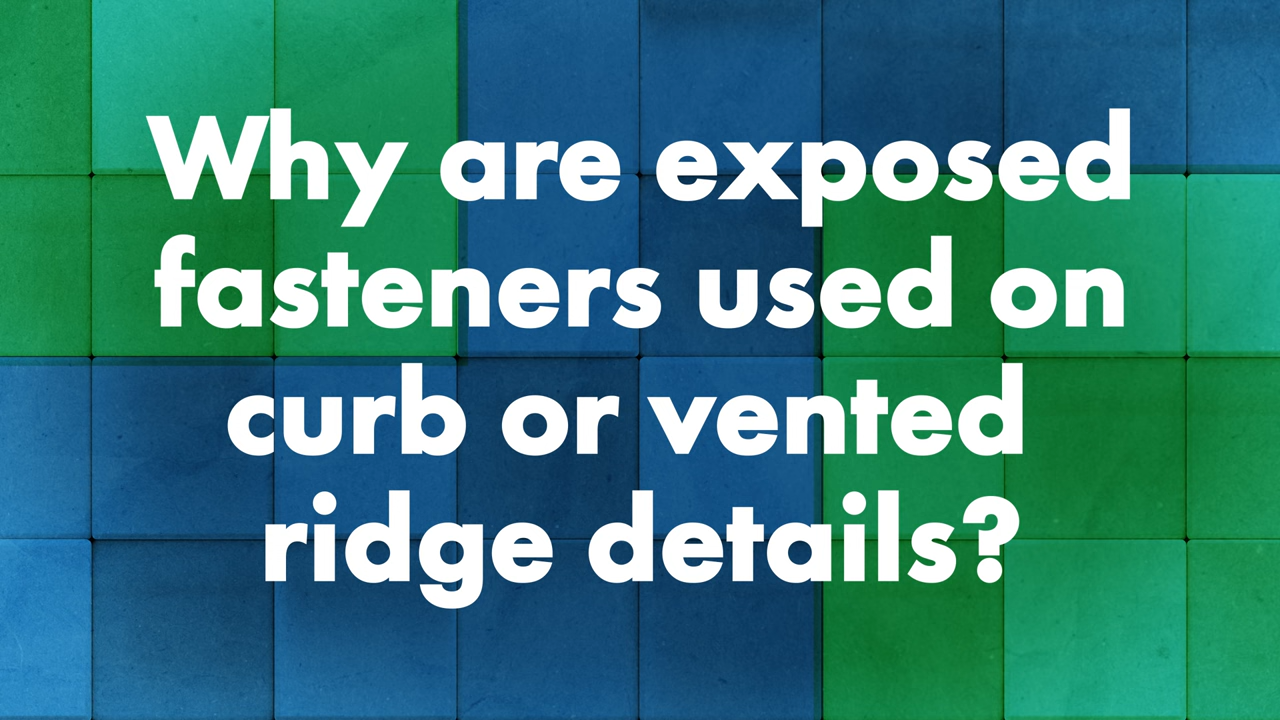 Why are exposed
fasteners used on
curb or vented
ridge details?